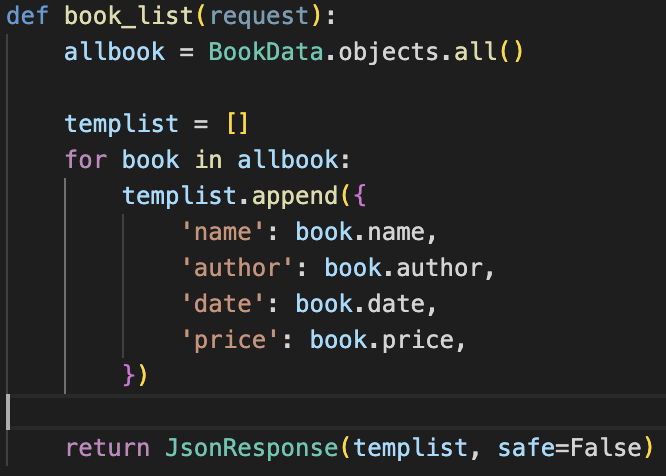 def book_list(request):
    allbook = BookData.objects.all()

    templist = []
    for book in allbook:
        templist.append({
            'name': book.name,
            'author': book.author,
            'date': book.date,
            'price': book.price,
        })

    return JsonResponse(templist, safe=False)